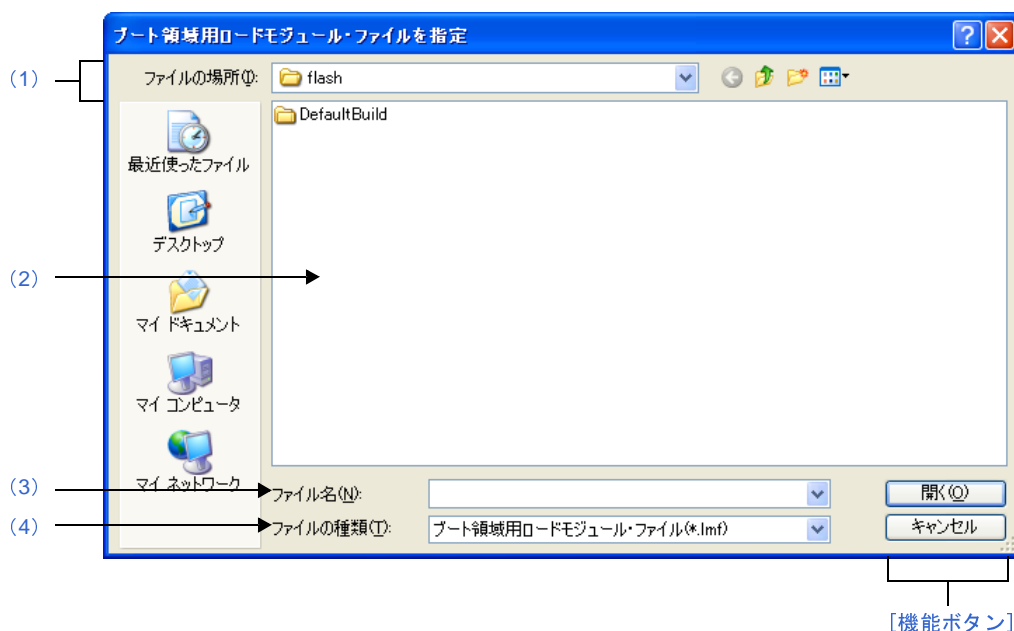 ブート領域用ロードモジュール・ファイルを指定
(1)
ファイルの場所(I):
flash
DefaultBuild
最近使ったファイル
デスクトップ
(2)
マイ ドキュメント
マイ コンピュータ
マイ ネットワーク
(3)
ファイル名(N):
開く(O)
(4)
ファイルの種類(T):
ブート領域用ロードモジュール・ファイル(*.lmf)
キャンセル
[機能ボタン]